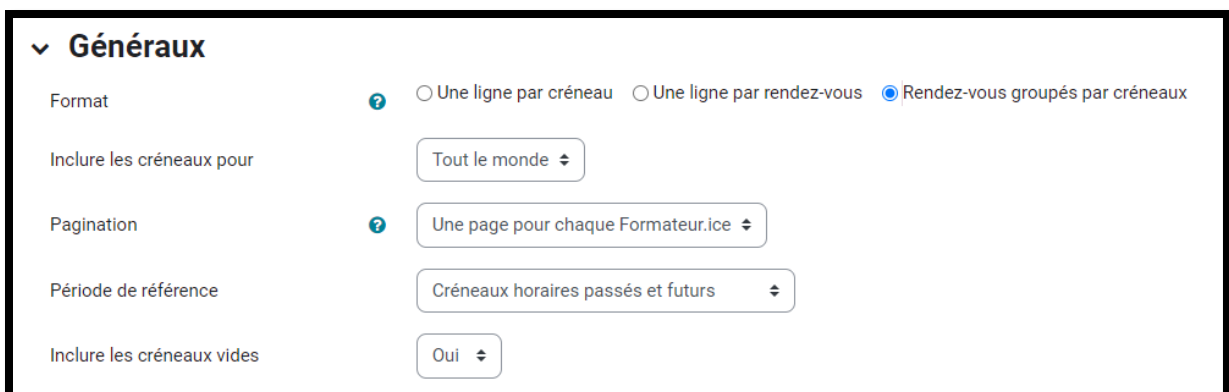 Généraux
Format ? Une ligne par créneau Une ligne par rendez-vous Rendez-vous groupés par créneaux
Inclure les créneaux pour Tout le monde
Pagination ? Une page pour chaque Formateur.ice
Période de référence Créneaux horaires passés et futurs
Inclure les créneaux vides Oui